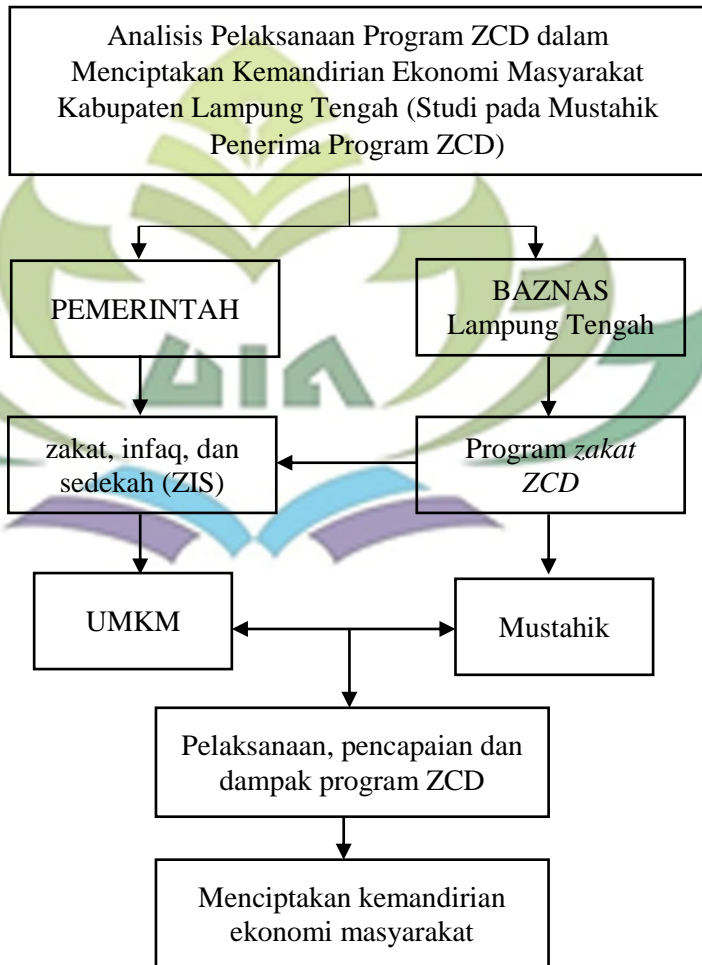 Analisis Pelaksanaan Program ZCD dalam
Menciptakan Kemandirian Ekonomi Masyarakat
Kabupaten Lampung Tengah (Studi pada Mustahik
Penerima Program ZCD)
PEMERINTAH
BAZNAS
Lampung Tengah
zakat, infaq, dan
sedekah (ZIS)
Program zakat
ZCD
UMKM
Mustahik
Pelaksanaan, pencapaian dan
dampak program ZCD
Menciptakan kemandirian
ekonomi masyarakat